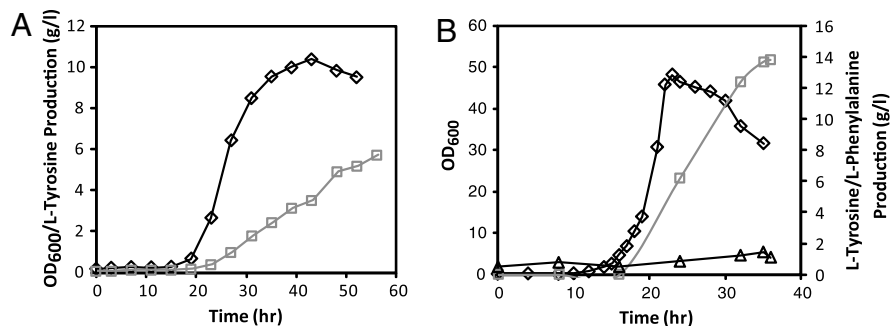 A
OD600/L-Tyrosine Production (g/l)
12
10
8
6
4
2
0
0 10 20 30 40 50 60
Time (hr)
B
OD600
60
50
40
30
20
10
0
0 10 20 30 40
Time (hr)
16
14
12
10
8
6
4
2
0
L-Tyrosine/L-Phenylalanine
Production (g/l)